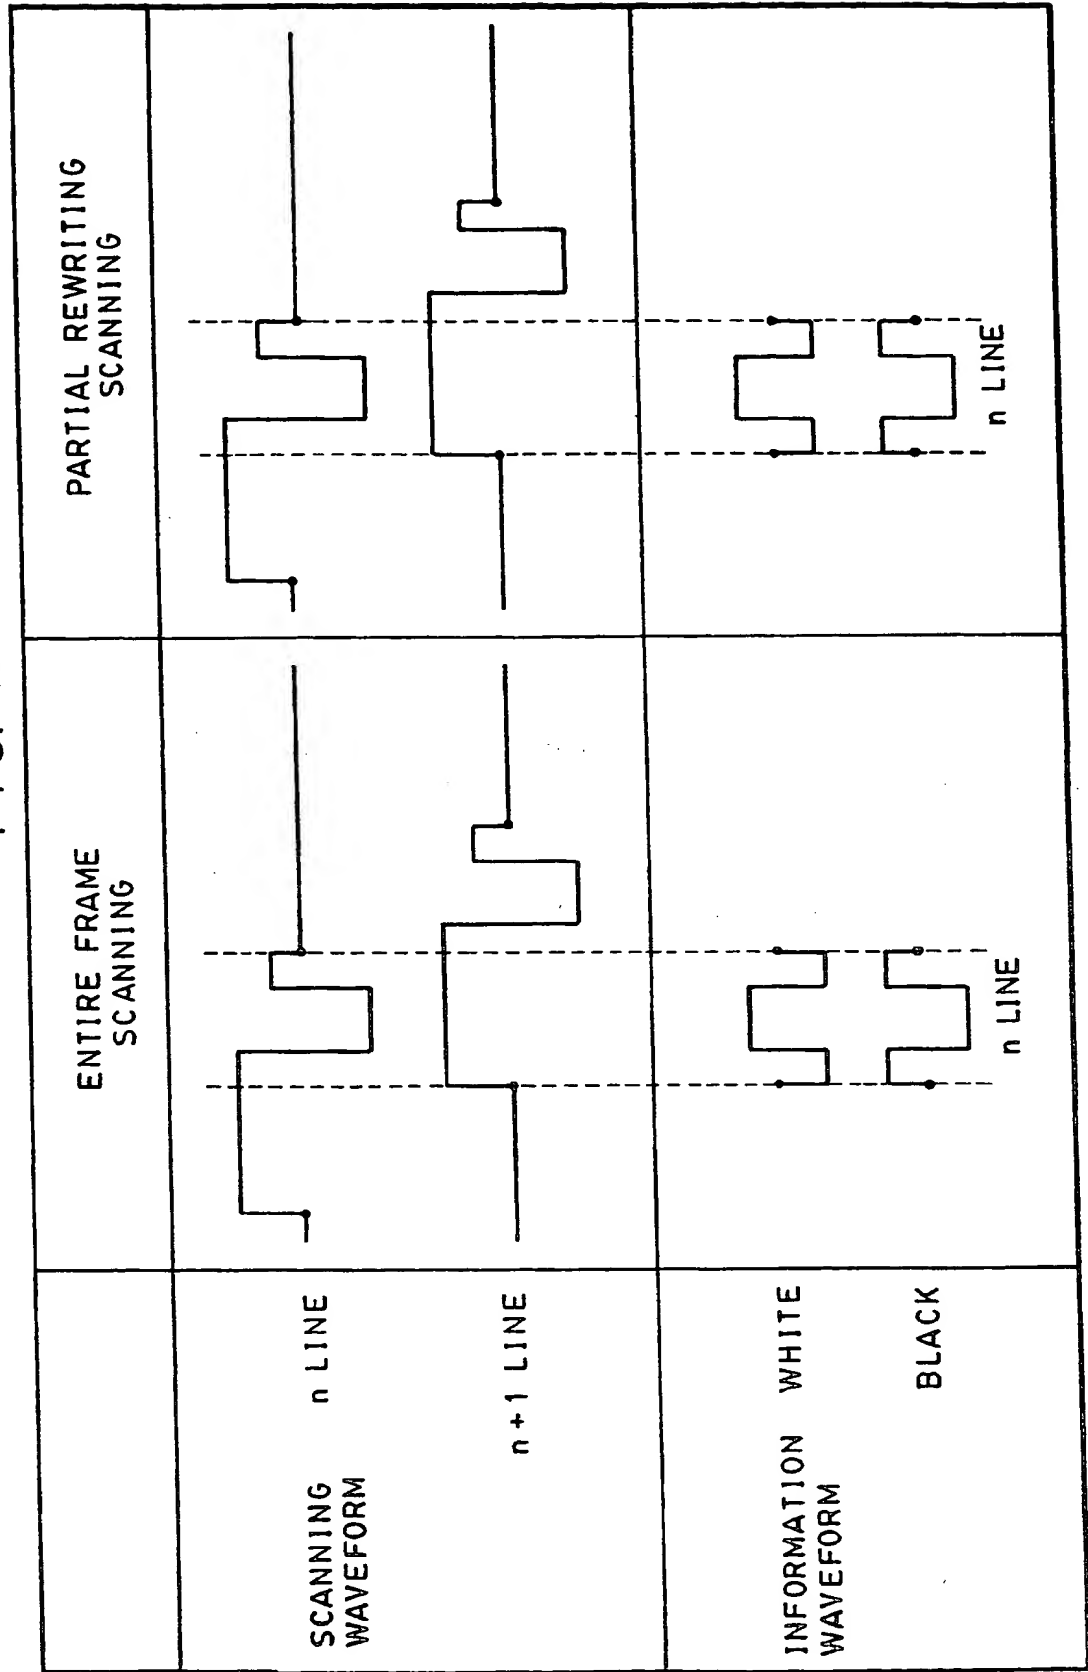 ENTIRE FRAME
SCANNING
PARTIAL REWRITING
SCANNING
SCANNING
WAVEFORM
n LINE
n+1 LINE
INFORMATION
WAVEFORM
WHITE
BLACK
n LINE
n LINE